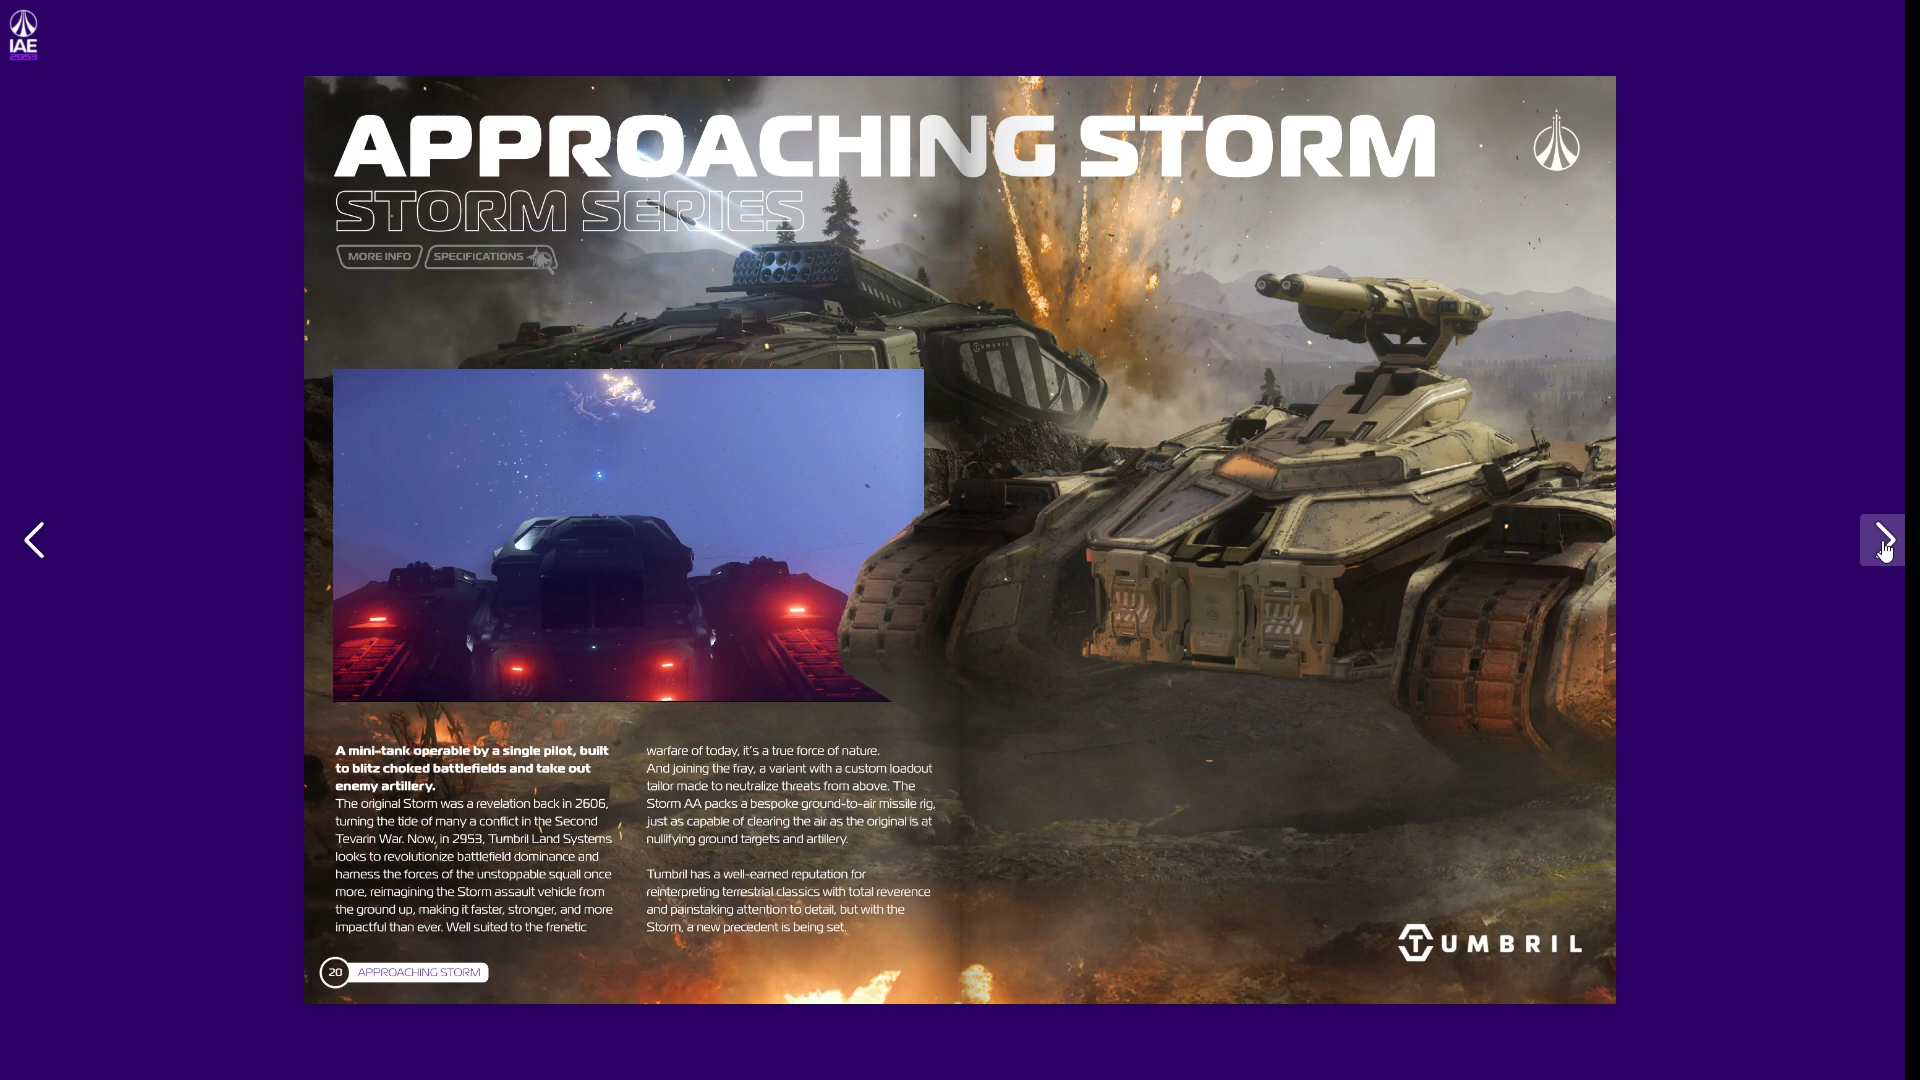 IAE
2953
APPROACHING STORM
STORM SERIES
MORE INFO
SPECIFICATIONS
TUMBRIL
A mini-tank operable by a single pilot, built
to blitz choked battlefields and take out
enemy artillery.
The original Storm was a revelation back in 2606,
turning the tide of many a conflict in the Second
Tevarin War. Now, in 2953, Tumbril Land Systems
looks to revolutionize battlefield dominance and
harness the forces of the unstoppable squall once
more, reimagining the Storm assault vehicle from
the ground up, making it faster, stronger, and more
impactful than ever. Well suited to the frenetic
warfare of today, it's a true force of nature.
And joining the fray, a variant with a custom loadout
tailor made to neutralize threats from above. The
Storm AA packs a bespoke ground-to-air missile rig,
just as capable of clearing the air as the original is at
nullifying ground targets and artillery.
Tumbril has a well-earned reputation for
reinterpreting terrestrial classics with total reverence
and painstaking attention to detail, but with the
Storm, a new precedent is being set.
TUMBRIL
20 APPROACHING STORM